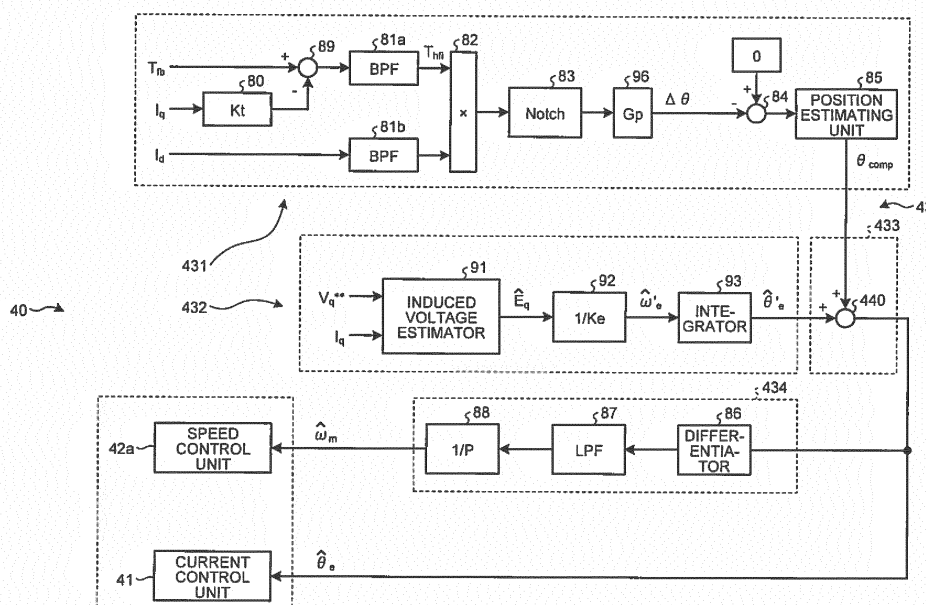 T_fb
+
89
81a
BPF
T_hfi
82
×
-
I_q
80
Kt
I_d
81b
BPF
83
Notch
96
Gp
Δθ
0
+
-
84
85
POSITION
ESTIMATING
UNIT
θ_comp
431
433
432
40
V_q**
I_q
91
INDUCED
VOLTAGE
ESTIMATOR
Ê_q
92
1/Ke
ω̂'_e
93
INTE-
GRATOR
θ̂'_e
+
+
440
434
42a
SPEED
CONTROL
UNIT
ω̂_m
88
1/P
87
LPF
86
DIFFER-
ENTIA-
TOR
41
CURRENT
CONTROL
UNIT
θ̂_e